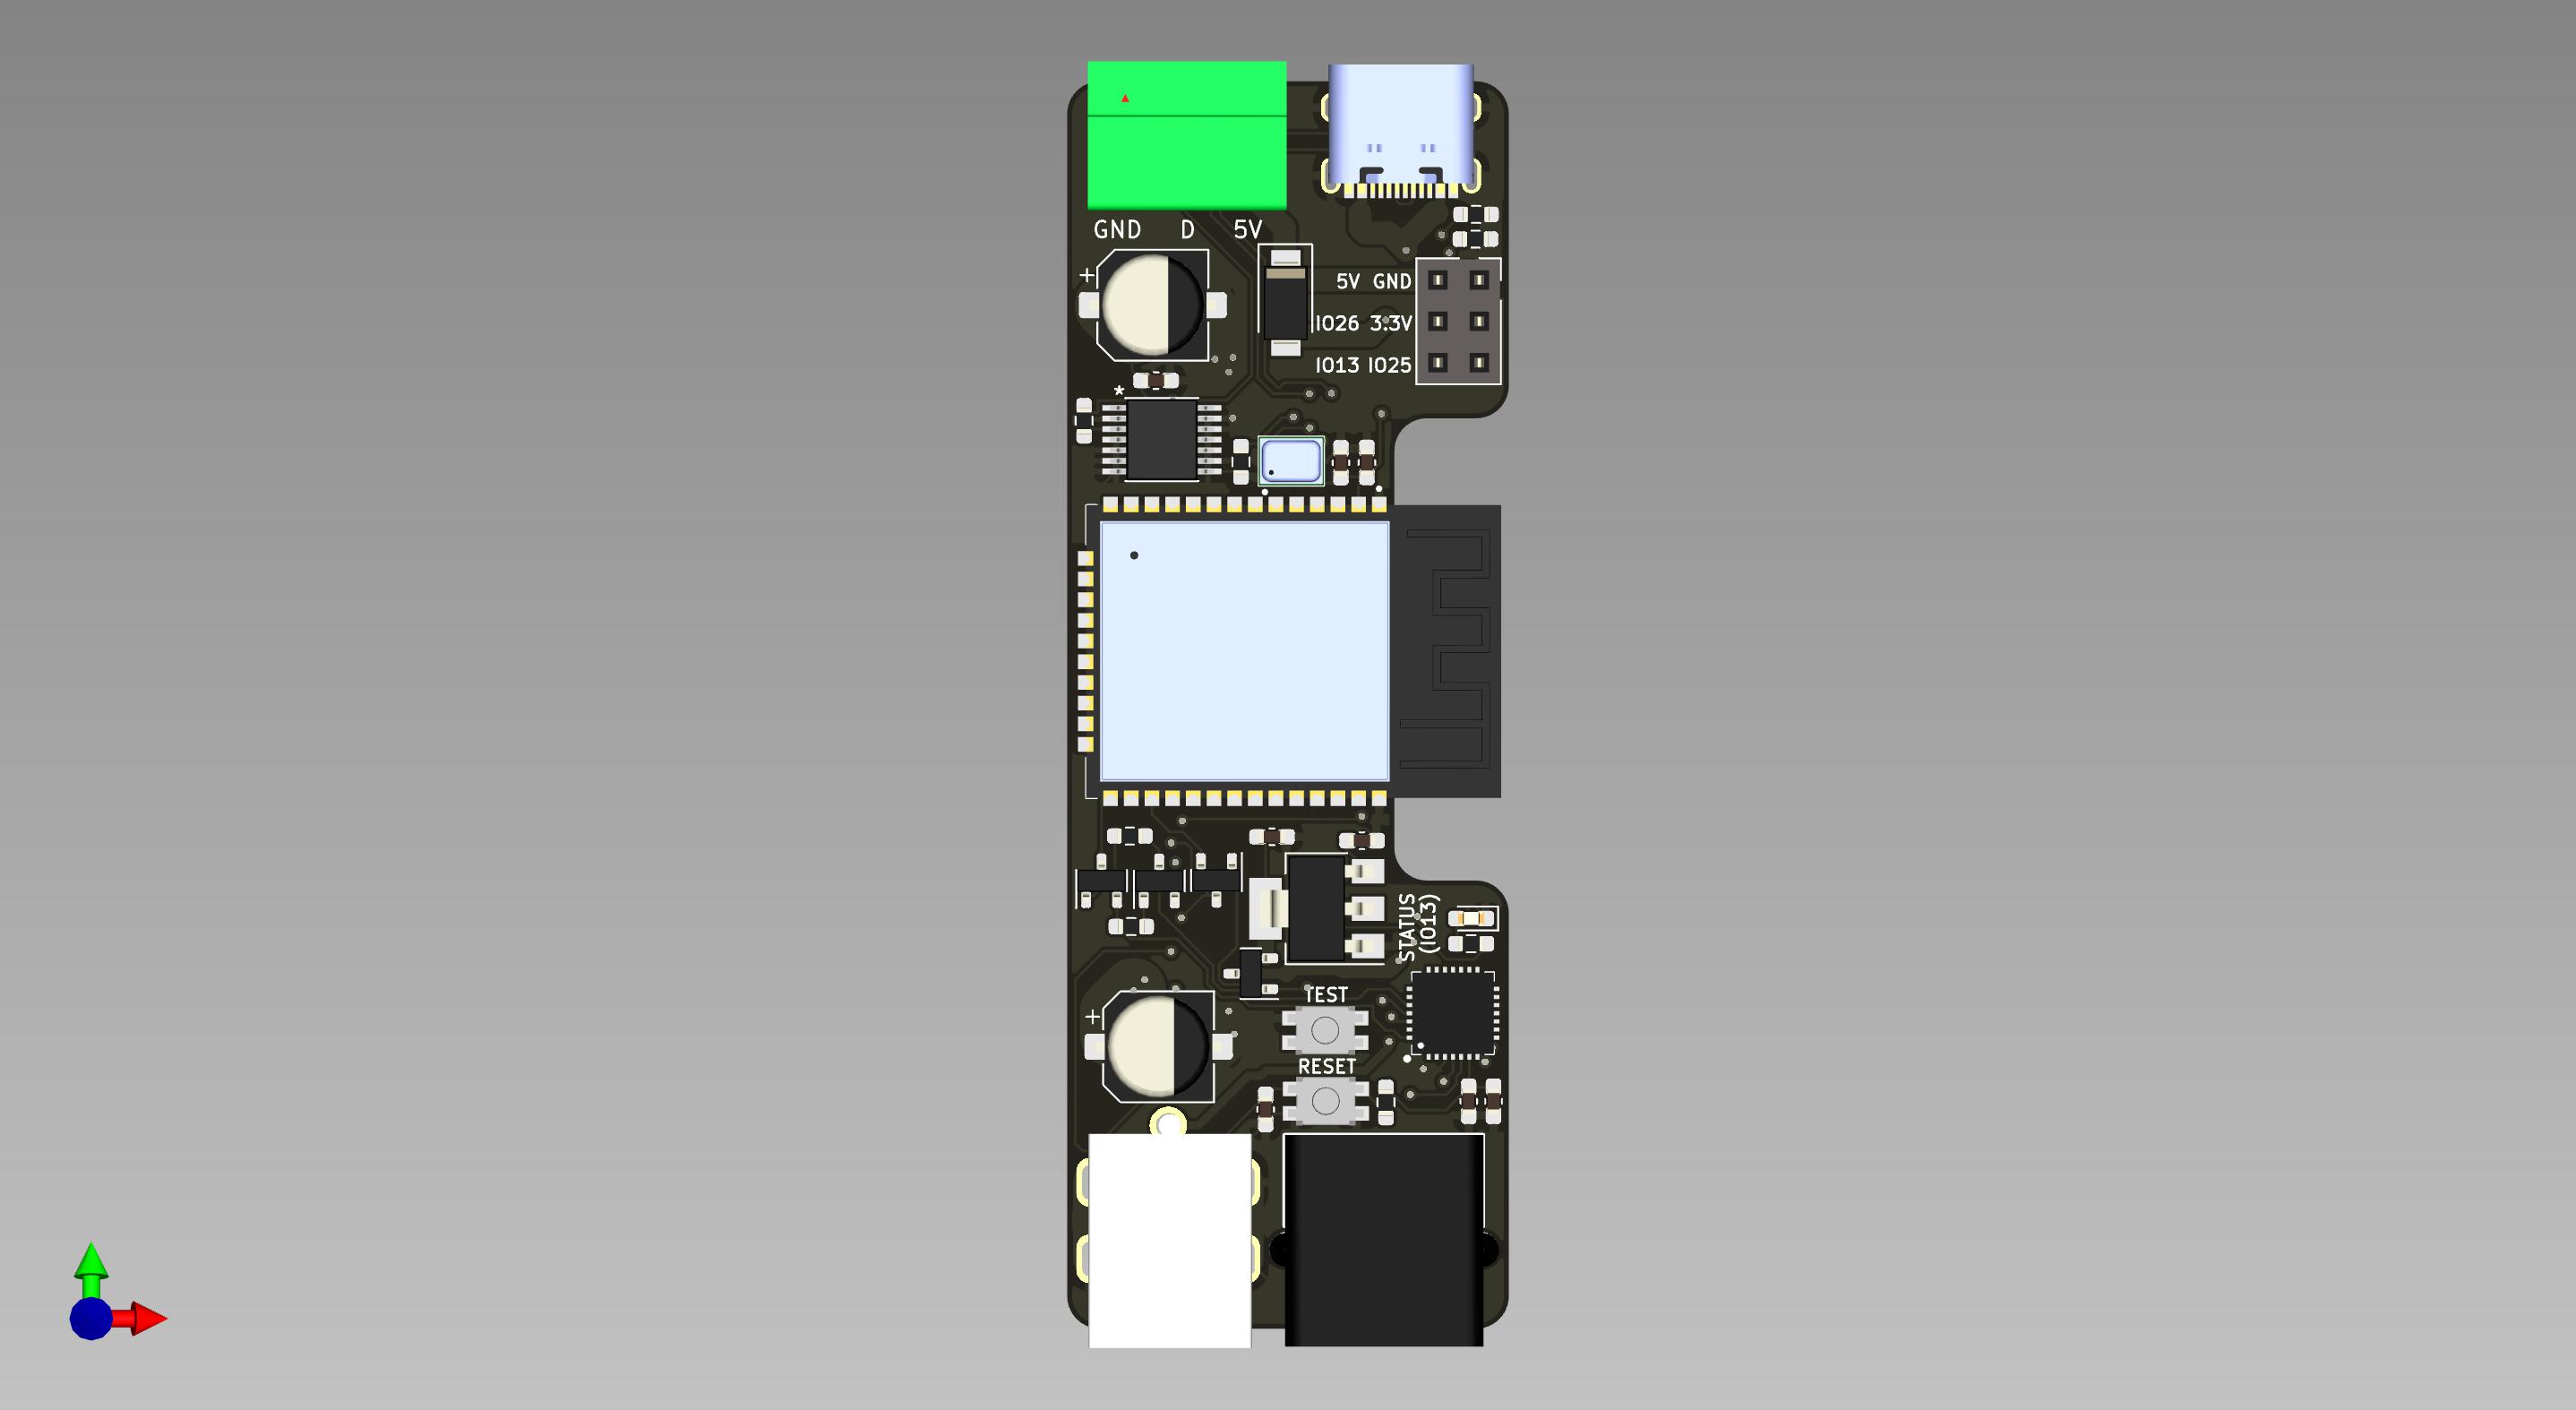 GND D 5V
+
5V GND
IO26 3.3V
IO13 IO25
*
STATUS
(IO13)
TEST
+
RESET